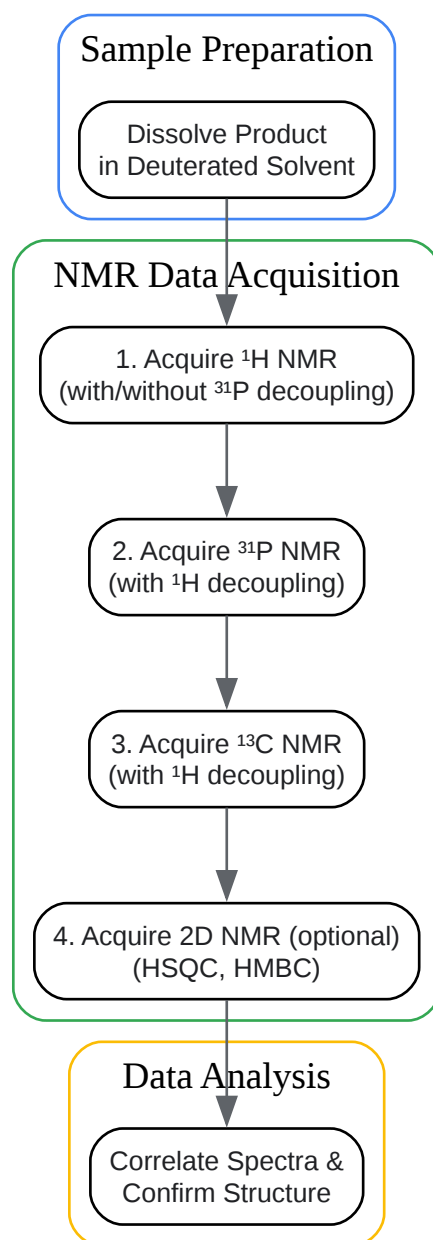 Sample Preparation
Dissolve Product
in Deuterated Solvent
NMR Data Acquisition
1. Acquire ¹H NMR
(with/without ³¹P decoupling)
2. Acquire ³¹P NMR
(with ¹H decoupling)
3. Acquire ¹³C NMR
(with ¹H decoupling)
4. Acquire 2D NMR (optional)
(HSQC, HMBC)
Data Analysis
Correlate Spectra &
Confirm Structure